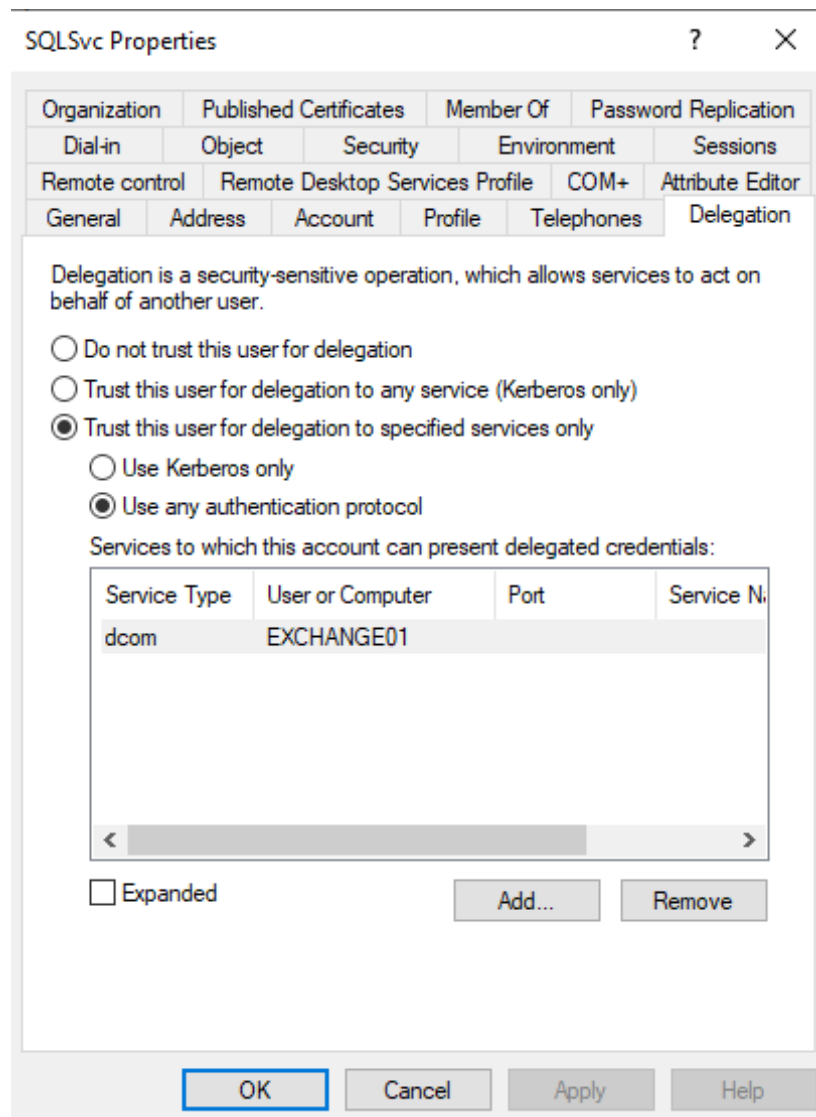 SQLSvc Properties ? ×
Organization Published Certificates Member Of Password Replication
Dial-in Object Security Environment Sessions
Remote control Remote Desktop Services Profile COM+ Attribute Editor
General Address Account Profile Telephones Delegation
Delegation is a security-sensitive operation, which allows services to act on
behalf of another user.
Do not trust this user for delegation
Trust this user for delegation to any service (Kerberos only)
Trust this user for delegation to specified services only
Use Kerberos only
Use any authentication protocol
Services to which this account can present delegated credentials:
Service Type User or Computer Port Service
dcom EXCHANGE01
Expanded Add... Remove
OK Cancel Apply Help